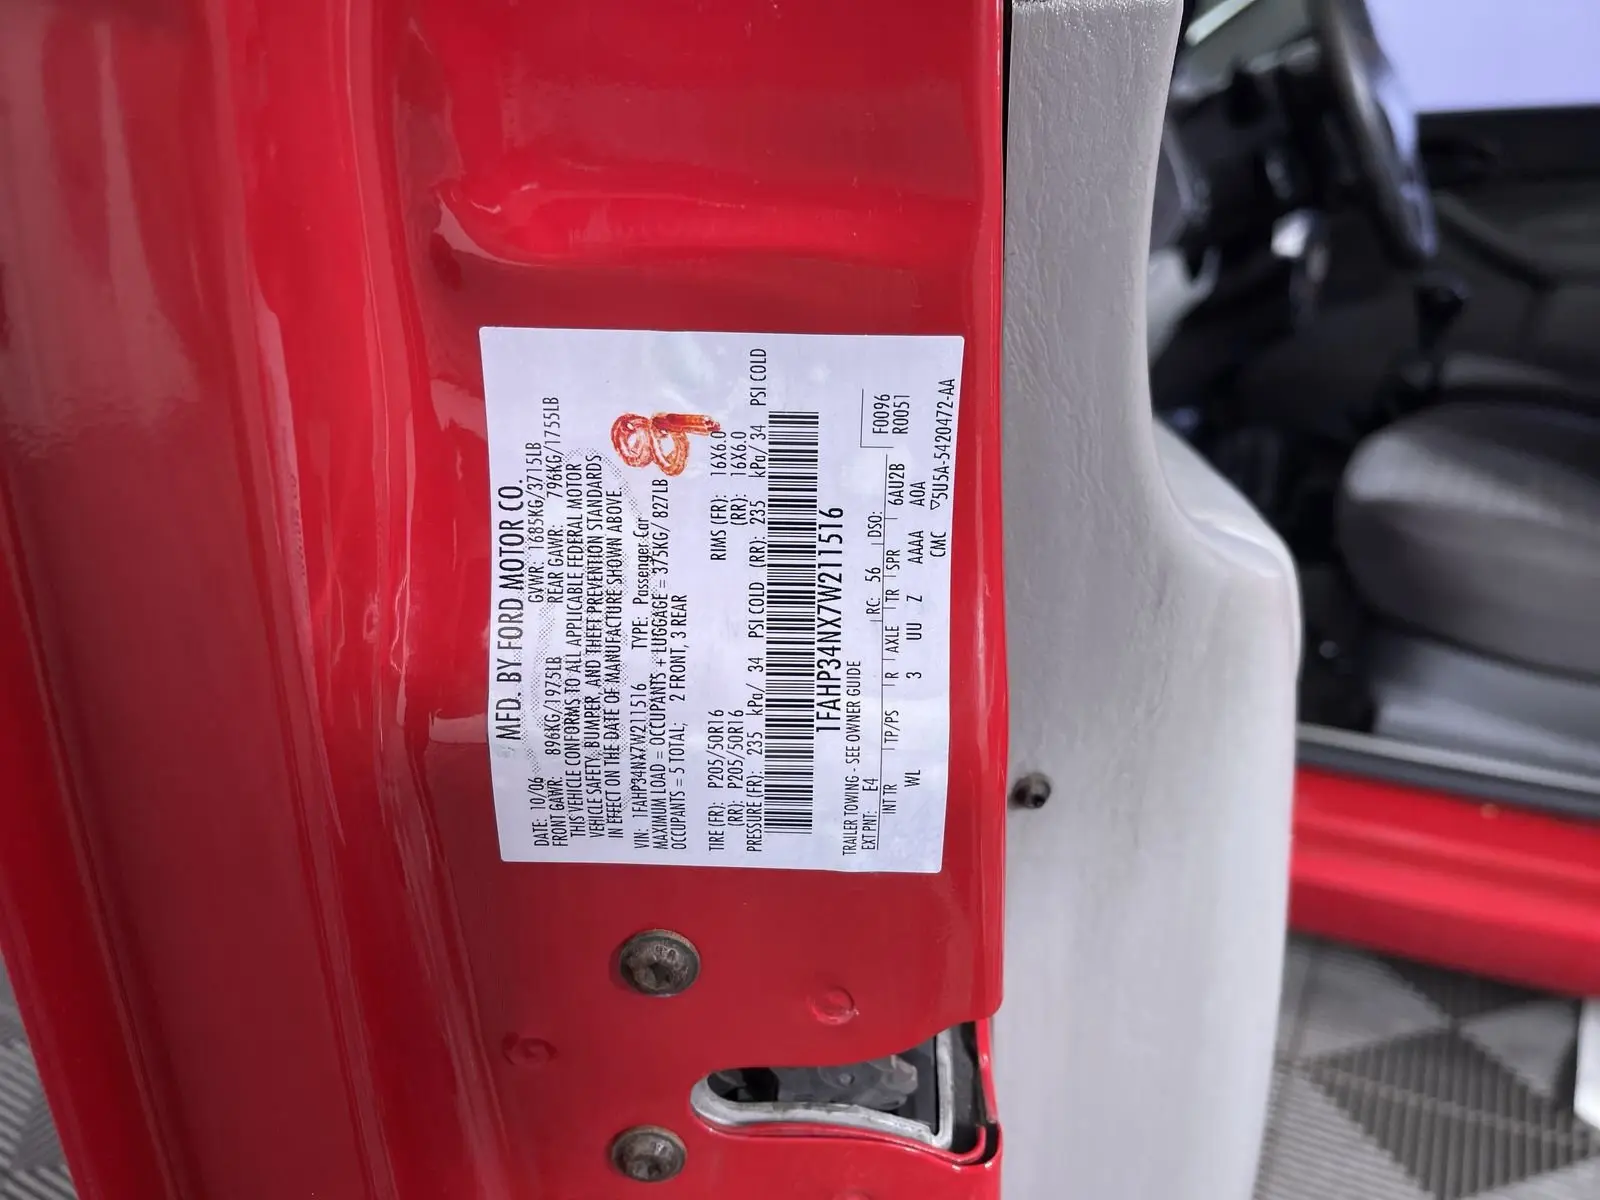 MFD. BY FORD MOTOR CO.
DATE: 10/06 GVWR: 1685KG/3715LB
FRONT GAWR: 896KG/1975LB REAR GAWR: 796KG/1755LB
THIS VEHICLE CONFORMS TO ALL APPLICABLE FEDERAL MOTOR
VEHICLE SAFETY, BUMPER, AND THEFT PREVENTION STANDARDS
IN EFFECT ON THE DATE OF MANUFACTURE SHOWN ABOVE.
VIN: 1FAHP34NX7W211516 TYPE: Passenger Car
MAXIMUM LOAD = OCCUPANTS + LUGGAGE = 375KG/ 827LB
OCCUPANTS = 5 TOTAL; 2 FRONT, 3 REAR
TIRE (FR): P205/50R16 RIMS (FR): 16X6.0
(RR): P205/50R16 (RR): 16X6.0
PRESSURE (FR): 235 kPa/ 34 PSI COLD (RR): 235 kPa/ 34 PSI COLD
1FAHP34NX7W211516
TRAILER TOWING - SEE OWNER GUIDE F0096
EXT PNT: E4 RC: 56 DSO: R0051
INT TR TP/PS R AXLE TR SPR 6AU2B
WL 3 UU Z AAAA A0A
CMC ▽5U5A-5420472-AA